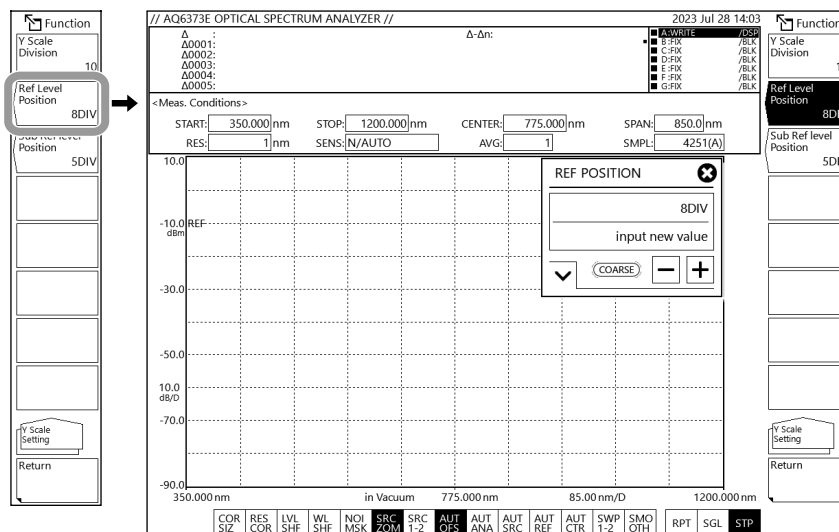 Function
Y Scale
Division
10
Ref Level
Position
8DIV
Position
5DIV
Y Scale
Setting
Return
// AQ6373E OPTICAL SPECTRUM ANALYZER // 2023 Jul 28 14:03
Δ : Δ-Δn:
Δ0001:
Δ0002:
Δ0003:
Δ0004:
Δ0005:
A:WRITE /DSP
B:FIX /BLK
C:FIX /BLK
D:FIX /BLK
E:FIX /BLK
F:FIX /BLK
G:FIX /BLK
<Meas. Conditions>
START: 350.000 nm STOP: 1200.000 nm CENTER: 775.000 nm SPAN: 850.0 nm
RES: 1 nm SENS: N/AUTO AVG: 1 SMPL: 4251(A)
10.0
-10.0 REF
dBm
-30.0
-50.0
10.0
dB/D
-70.0
-90.0
350.000 nm in Vacuum 775.000 nm 85.00 nm/D 1200.000 nm
REF POSITION
8DIV
input new value
COARSE − +
COR SIZ
RES COR
LVL SHF
WL SHF
NOI MSK
SRC ZOM
SRC 1-2
AUT OFS
AUT ANA
AUT SRC
AUT REF
AUT CTR
SWP 1-2
SMO OTH
RPT SGL STP
Function
Y Scale
Division
Ref Level
Position
8DI
Sub Ref level
Position
5DI
Y Scale
Setting
Return